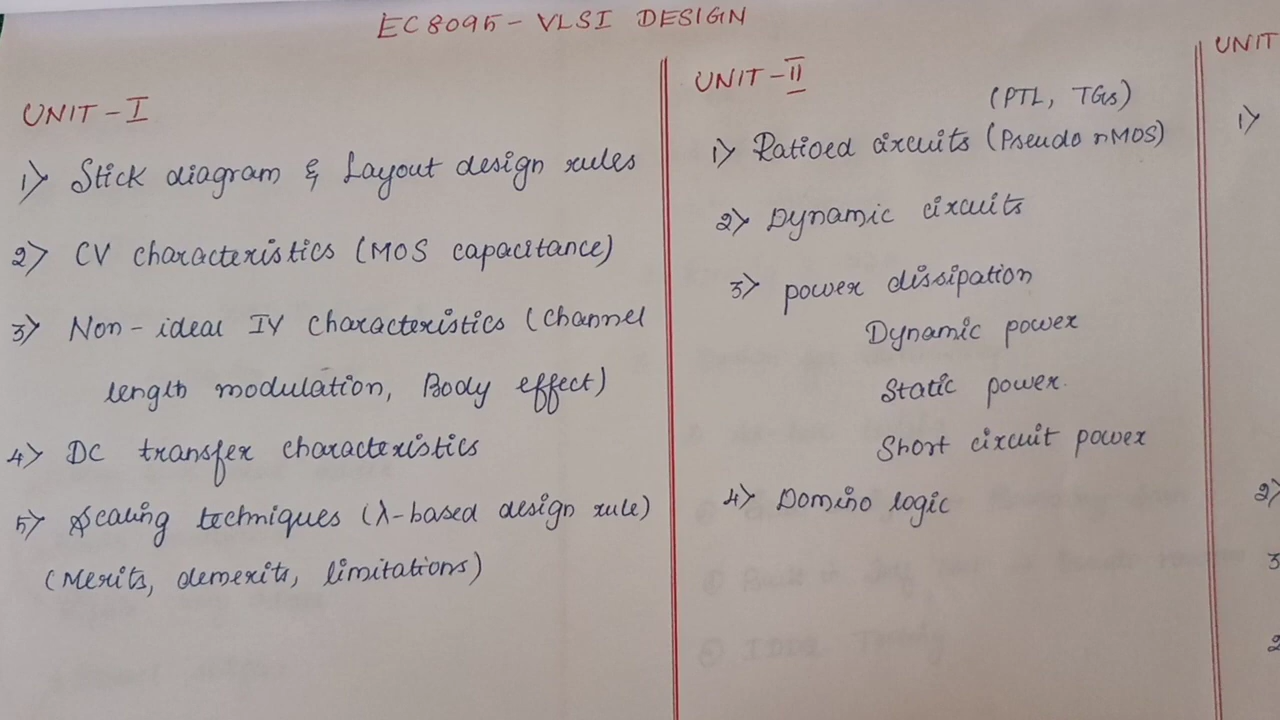 EC8095 - VLSI DESIGN
UNIT - I
1) Stick diagram & Layout design rules
2) CV characteristics (MOS capacitance)
3) Non-ideal IV characteristics (channel
length modulation, Body effect)
4) DC transfer characteristics
5) Scaling techniques (λ-based design rule)
(Merits, demerits, limitations)
UNIT - II
(PTL, TGs)
1) Ratioed circuits (Pseudo nMOS)
2) Dynamic circuits
3) power dissipation
Dynamic power
Static power.
Short circuit power
4) Domino logic
UNIT
1)
2)
3
2